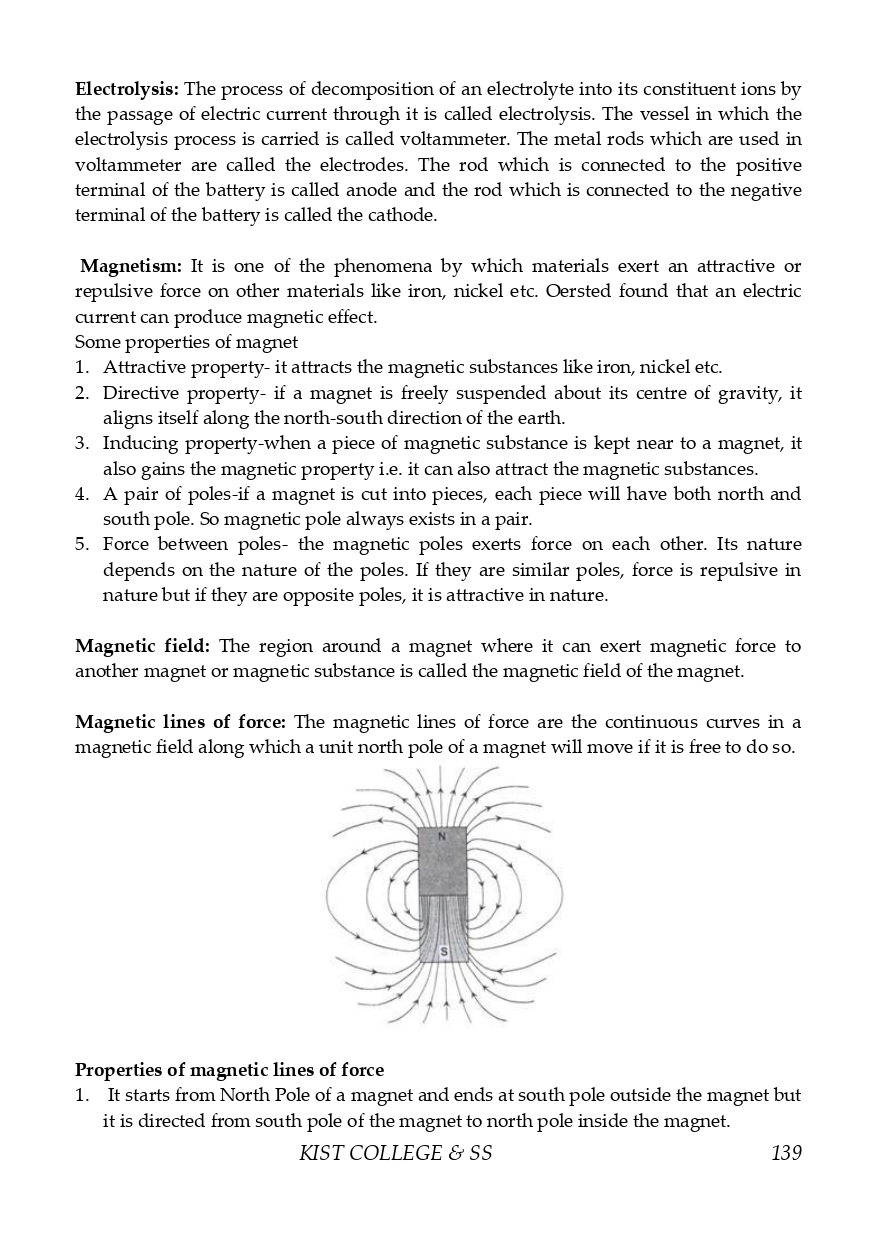 Electrolysis: The process of decomposition of an electrolyte into its constituent ions by
the passage of electric current through it is called electrolysis. The vessel in which the
electrolysis process is carried is called voltammeter. The metal rods which are used in
voltammeter are called the electrodes. The rod which is connected to the positive
terminal of the battery is called anode and the rod which is connected to the negative
terminal of the battery is called the cathode.
Magnetism: It is one of the phenomena by which materials exert an attractive or
repulsive force on other materials like iron, nickel etc. Oersted found that an electric
current can produce magnetic effect.
Some properties of magnet
1. Attractive property- it attracts the magnetic substances like iron, nickel etc.
2. Directive property- if a magnet is freely suspended about its centre of gravity, it
aligns itself along the north-south direction of the earth.
3. Inducing property-when a piece of magnetic substance is kept near to a magnet, it
also gains the magnetic property i.e. it can also attract the magnetic substances.
4. A pair of poles-if a magnet is cut into pieces, each piece will have both north and
south pole. So magnetic pole always exists in a pair.
5. Force between poles- the magnetic poles exerts force on each other. Its nature
depends on the nature of the poles. If they are similar poles, force is repulsive in
nature but if they are opposite poles, it is attractive in nature.
Magnetic field: The region around a magnet where it can exert magnetic force to
another magnet or magnetic substance is called the magnetic field of the magnet.
Magnetic lines of force: The magnetic lines of force are the continuous curves in a
magnetic field along which a unit north pole of a magnet will move if it is free to do so.
N
S
Properties of magnetic lines of force
1. It starts from North Pole of a magnet and ends at south pole outside the magnet but
it is directed from south pole of the magnet to north pole inside the magnet.
KIST COLLEGE & SS 139